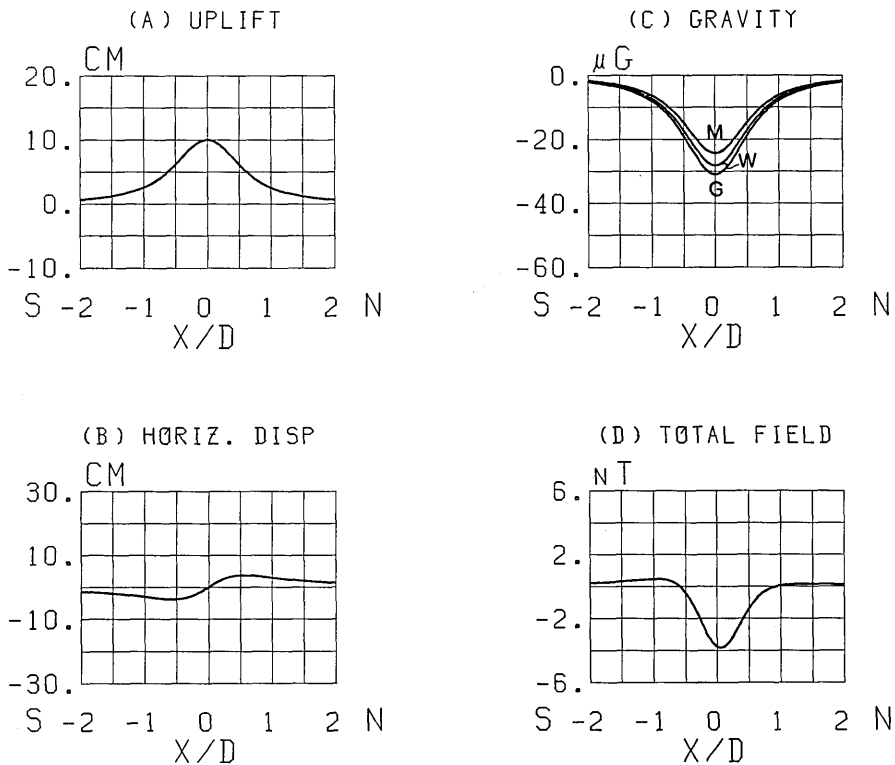 (A) UPLIFT
CM
20.
10.
0.
-10.
S -2 -1 0 1 2 N
X/D
(C) GRAVITY
μG
0.
-20.
-40.
-60.
M
W
G
S -2 -1 0 1 2 N
X/D
(B) HØRIZ. DISP
CM
30.
10.
-10.
-30.
S -2 -1 0 1 2 N
X/D
(D) TØTAL FIELD
nT
6.
2.
-2.
-6.
S -2 -1 0 1 2 N
X/D